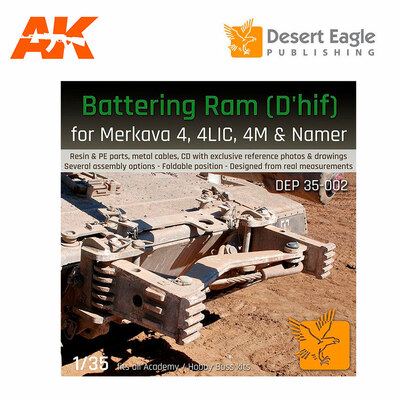 AK
Desert Eagle
PUBLISHING
Battering Ram (D'hif)
for Merkava 4, 4LIC, 4M & Namer
Resin & PE parts, metal cables, CD with exclusive reference photos & drawings
Several assembly options - Foldable position - Designed from real measurements
DEP 35-002
1/35 fits all Academy / Hobby Boss kits